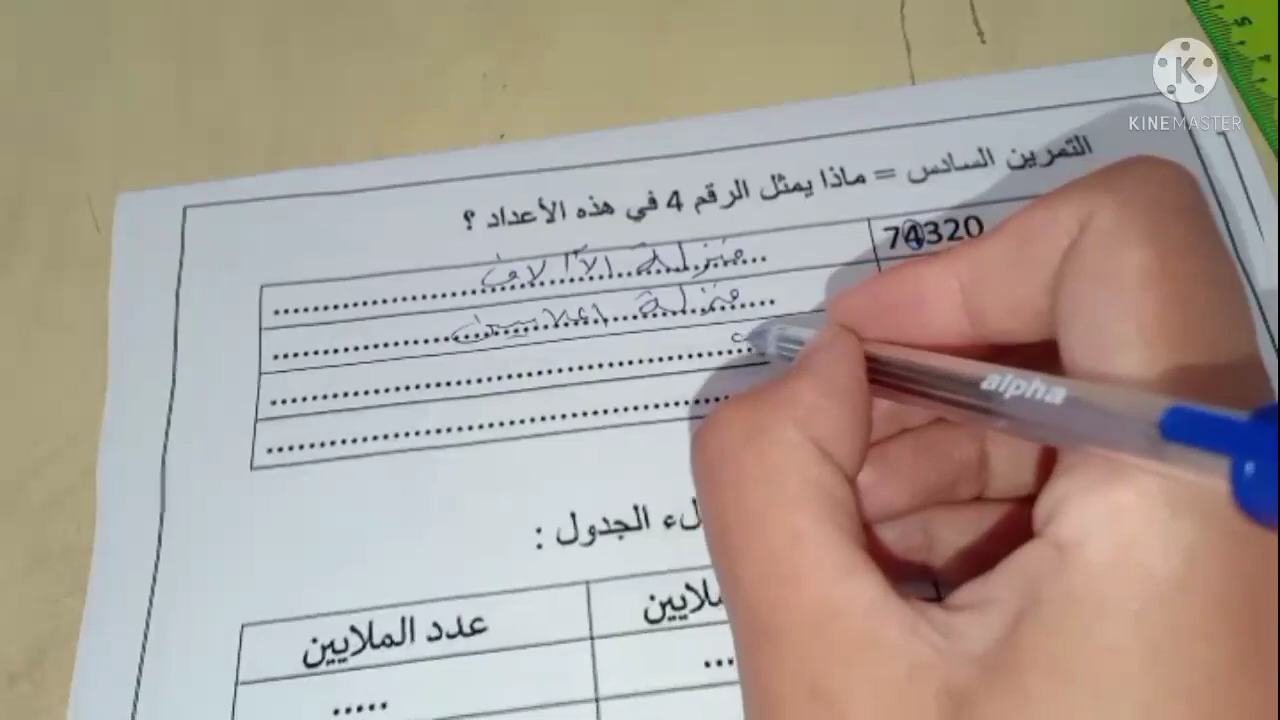 KINEMASTER
التمرين السادس = ماذا يمثل الرقم 4 في هذه الأعداد ؟
74320 منزلة الآلاف
منزلة
alpha
الجدول :
عدد الملايين